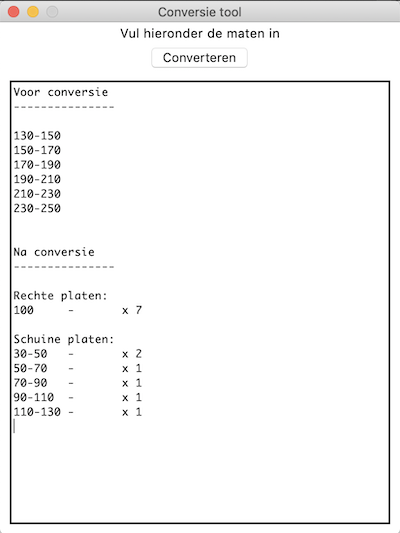 Conversie tool
Vul hieronder de maten in
Converteren
Voor conversie
---------------
130-150
150-170
170-190
190-210
210-230
230-250
Na conversie
---------------
Rechte platen:
100 - x 7
Schuine platen:
30-50 - x 2
50-70 - x 1
70-90 - x 1
90-110 - x 1
110-130 - x 1